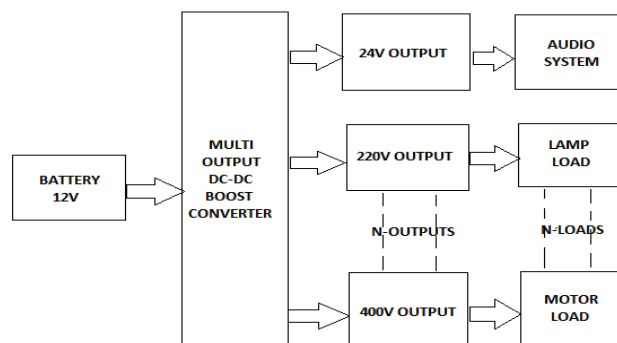 24V OUTPUT
AUDIO
SYSTEM
MULTI
OUTPUT
DC-DC
BOOST
CONVERTER
BATTERY
12V
220V OUTPUT
LAMP
LOAD
N-OUTPUTS
N-LOADS
400V OUTPUT
MOTOR
LOAD